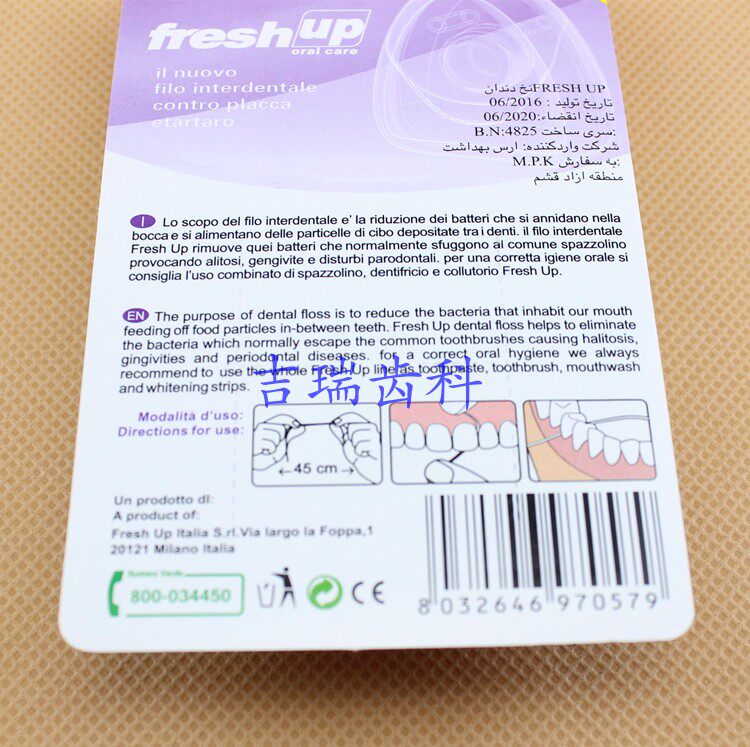 fresh up
oral care
il nuovo
filo interdentale
contro placca
etartaro
نخ دندانFRESH UP
تاریخ تولید : 06/2016
تاریخ انقضاء:06/2020
سری ساخت B.N:4825:
شرکت واردکننده: ارس بهداشت
به سفارش M.P.K:
منطقه ازاد قشم
I Lo scopo del filo interdentale e' la riduzione dei batteri che si annidano nella
bocca e si alimentano delle particelle di cibo depositate tra i denti. il filo interdentale
Fresh Up rimuove quei batteri che normalmente sfuggono al comune spazzolino
provocando alitosi, gengivite e disturbi parodontali. per una corretta igiene orale si
consiglia l'uso combinato di spazzolino, dentifricio e collutorio Fresh Up.
EN The purpose of dental floss is to reduce the bacteria that inhabit our mouth
feeding off food particles in-between teeth. Fresh Up dental floss helps to eliminate
the bacteria which normally escape the common toothbrushes causing halitosis,
gingivities and periodontal diseases. for a correct oral hygiene we always
recommend to use the whole Fresh Up line as toothpaste, toothbrush, mouthwash
and whitening strips.
吉瑞齿科
Modalità d'uso:
Directions for use:
45 cm
Un prodotto dl:
A product of:
Fresh Up Italia S.rl.Via largo la Foppa,1
20121 Milano Italia
Numero Verde
800-034450
CE
8 032646 970579